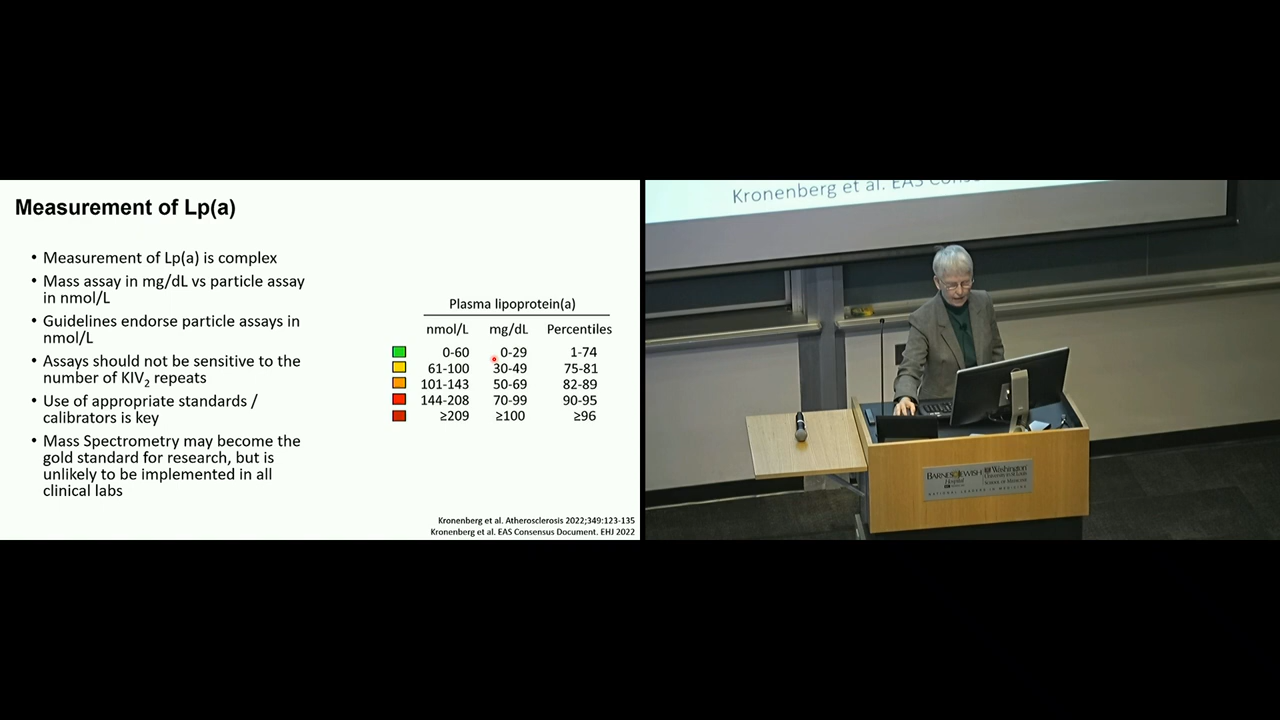 Measurement of Lp(a)
• Measurement of Lp(a) is complex
• Mass assay in mg/dL vs particle assay
in nmol/L
• Guidelines endorse particle assays in
nmol/L
• Assays should not be sensitive to the
number of KIV2 repeats
• Use of appropriate standards /
calibrators is key
• Mass Spectrometry may become the
gold standard for research, but is
unlikely to be implemented in all
clinical labs
Plasma lipoprotein(a)
nmol/L mg/dL Percentiles
0-60 0-29 1-74
61-100 30-49 75-81
101-143 50-69 82-89
144-208 70-99 90-95
≥209 ≥100 ≥96
Kronenberg et al. Atherosclerosis 2022;349:123-135
Kronenberg et al. EAS Consensus Document. EHJ 2022
Kronenberg et al. EAS
BARNES JEWISH
Hospital
Washington
NATIONAL LEADERS IN MEDICINE